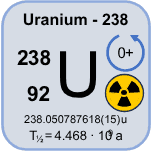 Uranium - 238
238
U
0+
92
238.050787618(15)u
T½ = 4.468 · 10⁹ a